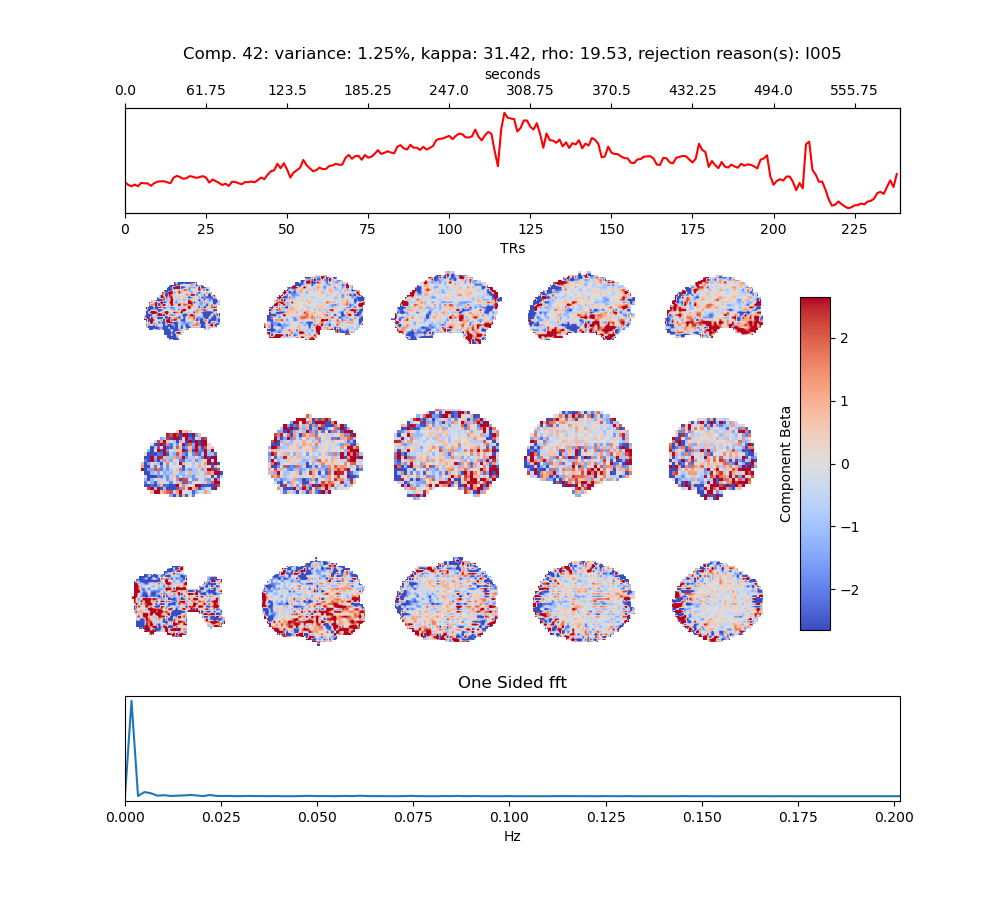 Comp. 42: variance: 1.25%, kappa: 31.42, rho: 19.53, rejection reason(s): I005
seconds
0.0 61.75 123.5 185.25 247.0 308.75 370.5 432.25 494.0 555.75
0 25 50 75 100 125 150 175 200 225
TRs
2
1
0
−1
−2
Component Beta
One Sided fft
0.000 0.025 0.050 0.075 0.100 0.125 0.150 0.175 0.200
Hz